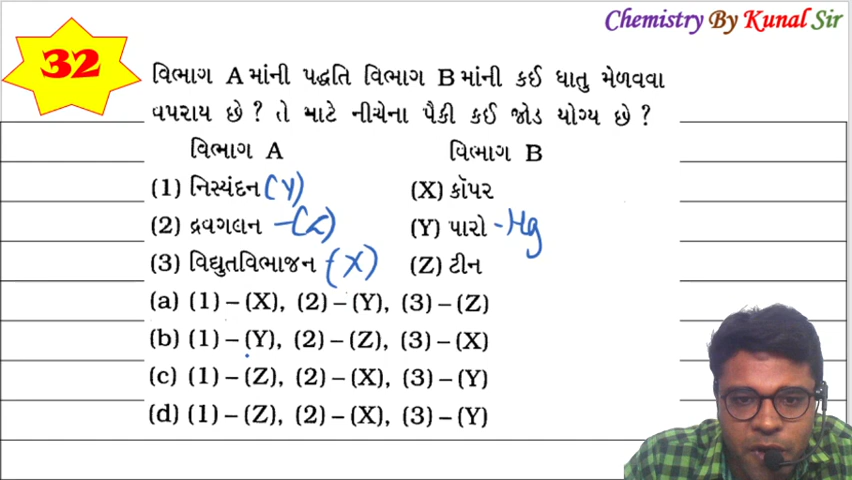 Chemistry By Kunal Sir
32
વિભાગ A માંની પદ્ધતિ વિભાગ B માંની કઈ ધાતુ મેળવવા
વપરાય છે ? તે માટે નીચેના પૈકી કઈ જોડ યોગ્ય છે ?
વિભાગ A વિભાગ B
(1) નિસ્યંદન (Y) (X) કૉપર
(2) દ્રવગલન – (Z) (Y) પારો - Hg
(3) વિદ્યુતવિભાજન – (X) (Z) ટીન
(a) (1) – (X), (2) – (Y), (3) – (Z)
(b) (1) – (Y), (2) – (Z), (3) – (X)
(c) (1) – (Z), (2) – (X), (3) – (Y)
(d) (1) – (Z), (2) – (X), (3) – (Y)